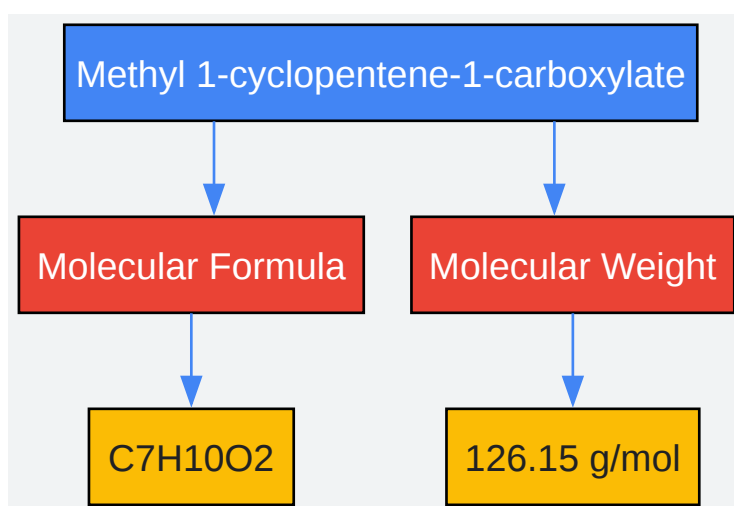 Methyl 1-cyclopentene-1-carboxylate
Molecular Formula
Molecular Weight
C7H10O2
126.15 g/mol